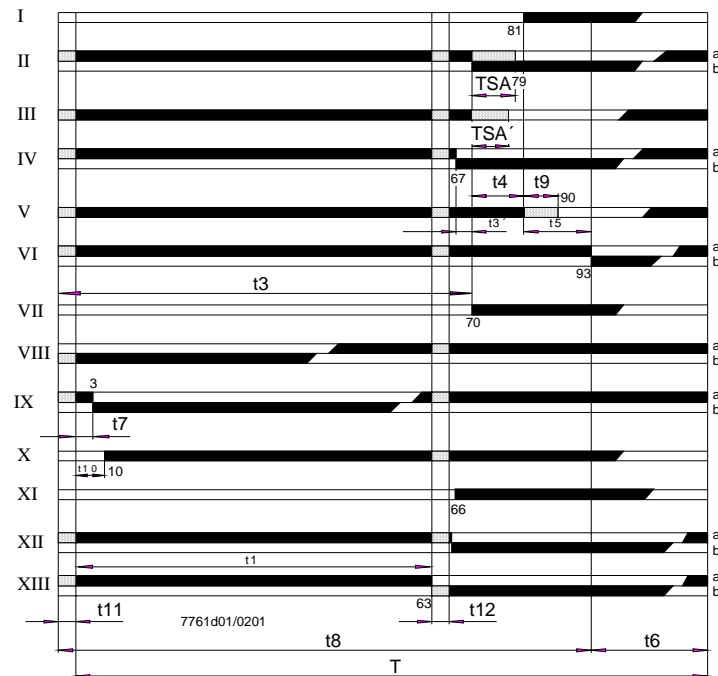 I
81
a
II
b
TSA 79
III
TSA´
IV
a
67
b
t4 t9
90
V
t3´ t5
VI
a
b
93
t3
VII
70
VIII
a
b
3
IX
a
b
t7
X
t10 10
XI
66
XII
a
b
t1
XIII
a
b
63
t11 7761d01/0201 t12
t8 t6
T